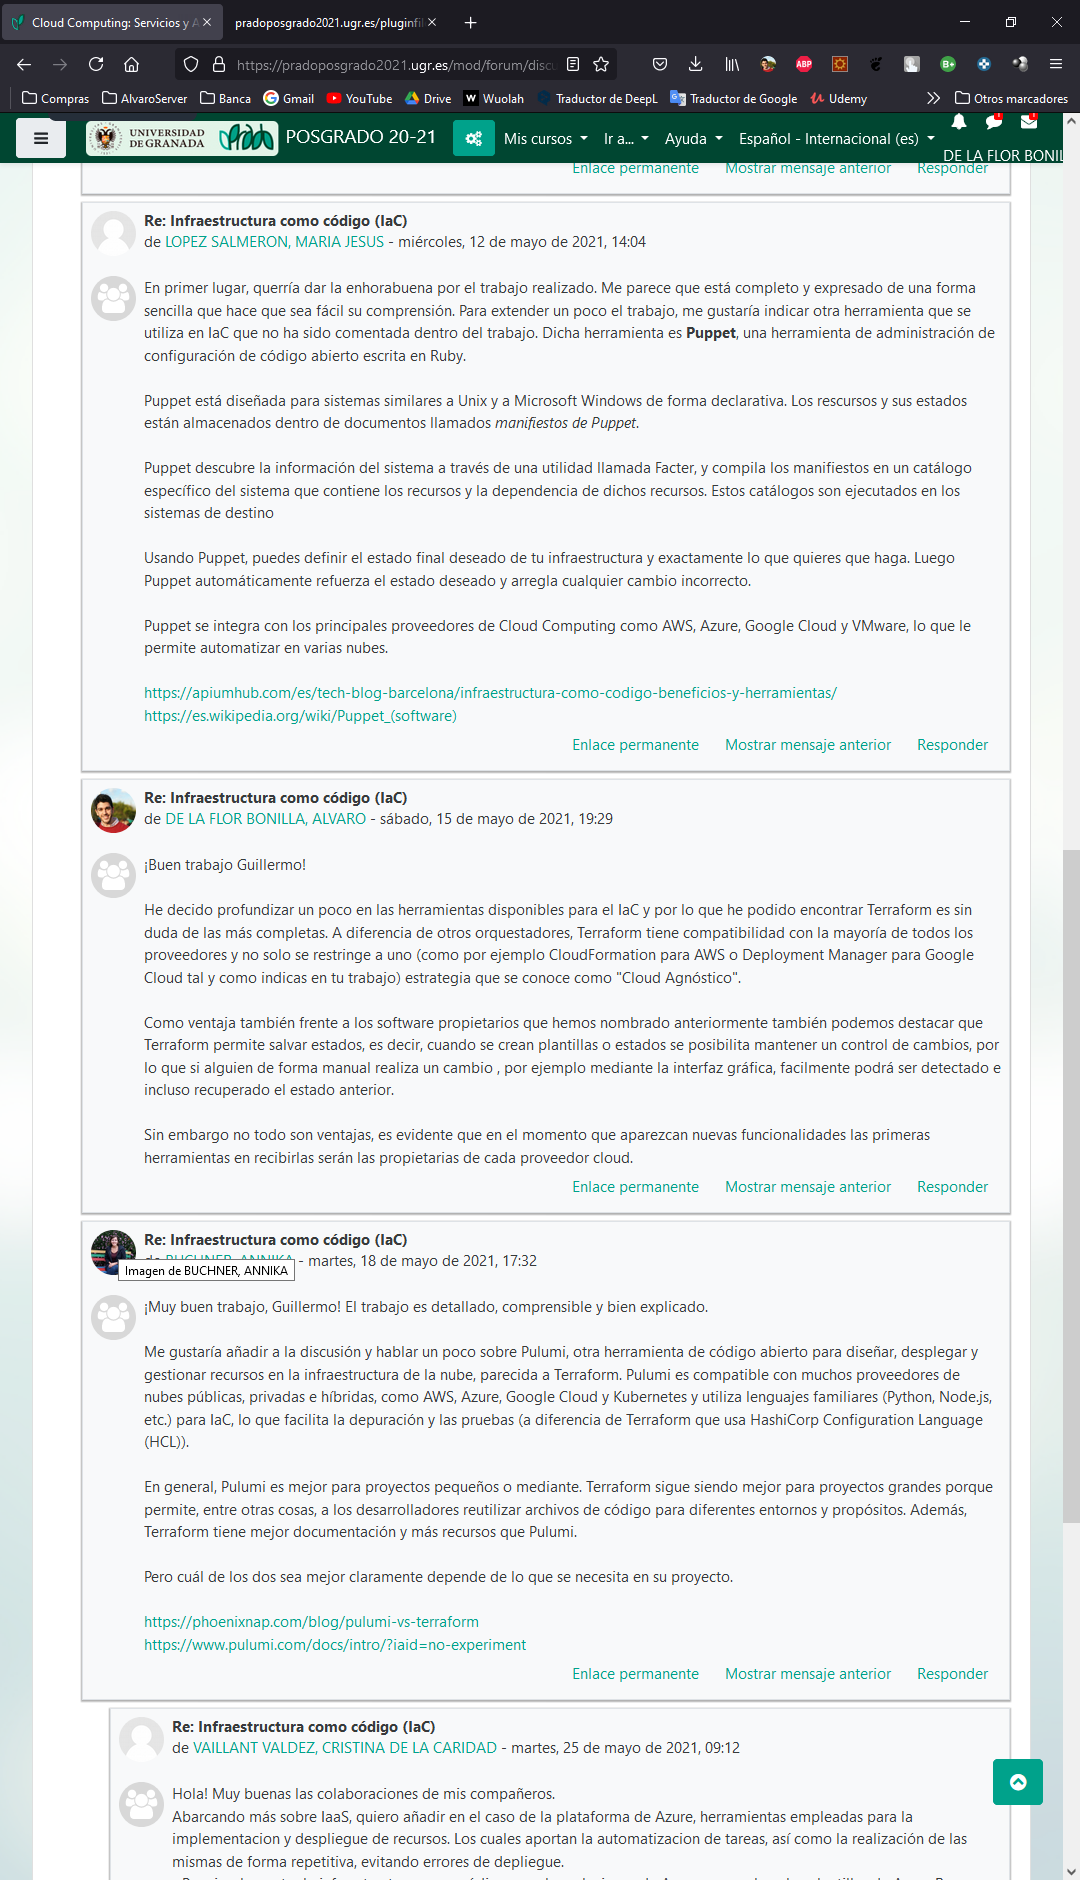 Cloud Computing: Servicios y A
pradoposgrado2021.ugr.es/pluginfil
https://pradoposgrado2021.ugr.es/mod/forum/discu
ABP
B+
Compras
AlvaroServer
Banca
Gmail
YouTube
Drive
Wuolah
Traductor de DeepL
Traductor de Google
Udemy
Otros marcadores
UNIVERSIDAD
DE GRANADA
POSGRADO 20-21
Mis cursos
Ir a...
Ayuda
Español - Internacional (es)
DE LA FLOR BONIL
Enlace permanente Mostrar mensaje anterior Responder
Re: Infraestructura como código (IaC)
de LOPEZ SALMERON, MARIA JESUS - miércoles, 12 de mayo de 2021, 14:04
En primer lugar, querría dar la enhorabuena por el trabajo realizado. Me parece que está completo y expresado de una forma
sencilla que hace que sea fácil su comprensión. Para extender un poco el trabajo, me gustaría indicar otra herramienta que se
utiliza en IaC que no ha sido comentada dentro del trabajo. Dicha herramienta es Puppet, una herramienta de administración de
configuración de código abierto escrita en Ruby.
Puppet está diseñada para sistemas similares a Unix y a Microsoft Windows de forma declarativa. Los rescursos y sus estados
están almacenados dentro de documentos llamados manifiestos de Puppet.
Puppet descubre la información del sistema a través de una utilidad llamada Facter, y compila los manifiestos en un catálogo
específico del sistema que contiene los recursos y la dependencia de dichos recursos. Estos catálogos son ejecutados en los
sistemas de destino
Usando Puppet, puedes definir el estado final deseado de tu infraestructura y exactamente lo que quieres que haga. Luego
Puppet automáticamente refuerza el estado deseado y arregla cualquier cambio incorrecto.
Puppet se integra con los principales proveedores de Cloud Computing como AWS, Azure, Google Cloud y VMware, lo que le
permite automatizar en varias nubes.
https://apiumhub.com/es/tech-blog-barcelona/infraestructura-como-codigo-beneficios-y-herramientas/
https://es.wikipedia.org/wiki/Puppet_(software)
Enlace permanente Mostrar mensaje anterior Responder
Re: Infraestructura como código (IaC)
de DE LA FLOR BONILLA, ALVARO - sábado, 15 de mayo de 2021, 19:29
¡Buen trabajo Guillermo!
He decido profundizar un poco en las herramientas disponibles para el IaC y por lo que he podido encontrar Terraform es sin
duda de las más completas. A diferencia de otros orquestadores, Terraform tiene compatibilidad con la mayoría de todos los
proveedores y no solo se restringe a uno (como por ejemplo CloudFormation para AWS o Deployment Manager para Google
Cloud tal y como indicas en tu trabajo) estrategia que se conoce como "Cloud Agnóstico".
Como ventaja también frente a los software propietarios que hemos nombrado anteriormente también podemos destacar que
Terraform permite salvar estados, es decir, cuando se crean plantillas o estados se posibilita mantener un control de cambios, por
lo que si alguien de forma manual realiza un cambio , por ejemplo mediante la interfaz gráfica, facilmente podrá ser detectado e
incluso recuperado el estado anterior.
Sin embargo no todo son ventajas, es evidente que en el momento que aparezcan nuevas funcionalidades las primeras
herramientas en recibirlas serán las propietarias de cada proveedor cloud.
Enlace permanente Mostrar mensaje anterior Responder
Re: Infraestructura como código (IaC)
de BUCHNER, ANNIKA - martes, 18 de mayo de 2021, 17:32
Imagen de BUCHNER, ANNIKA
¡Muy buen trabajo, Guillermo! El trabajo es detallado, comprensible y bien explicado.
Me gustaría añadir a la discusión y hablar un poco sobre Pulumi, otra herramienta de código abierto para diseñar, desplegar y
gestionar recursos en la infraestructura de la nube, parecida a Terraform. Pulumi es compatible con muchos proveedores de
nubes públicas, privadas e híbridas, como AWS, Azure, Google Cloud y Kubernetes y utiliza lenguajes familiares (Python, Node.js,
etc.) para IaC, lo que facilita la depuración y las pruebas (a diferencia de Terraform que usa HashiCorp Configuration Language
(HCL)).
En general, Pulumi es mejor para proyectos pequeños o mediante. Terraform sigue siendo mejor para proyectos grandes porque
permite, entre otras cosas, a los desarrolladores reutilizar archivos de código para diferentes entornos y propósitos. Además,
Terraform tiene mejor documentación y más recursos que Pulumi.
Pero cuál de los dos sea mejor claramente depende de lo que se necesita en su proyecto.
https://phoenixnap.com/blog/pulumi-vs-terraform
https://www.pulumi.com/docs/intro/?iaid=no-experiment
Enlace permanente Mostrar mensaje anterior Responder
Re: Infraestructura como código (IaC)
de VAILLANT VALDEZ, CRISTINA DE LA CARIDAD - martes, 25 de mayo de 2021, 09:12
Hola! Muy buenas las colaboraciones de mis compañeros.
Abarcando más sobre IaaS, quiero añadir en el caso de la plataforma de Azure, herramientas empleadas para la
implementacion y despliegue de recursos. Los cuales aportan la automatizacion de tareas, así como la realización de las
mismas de forma repetitiva, evitando errores de depliegue.